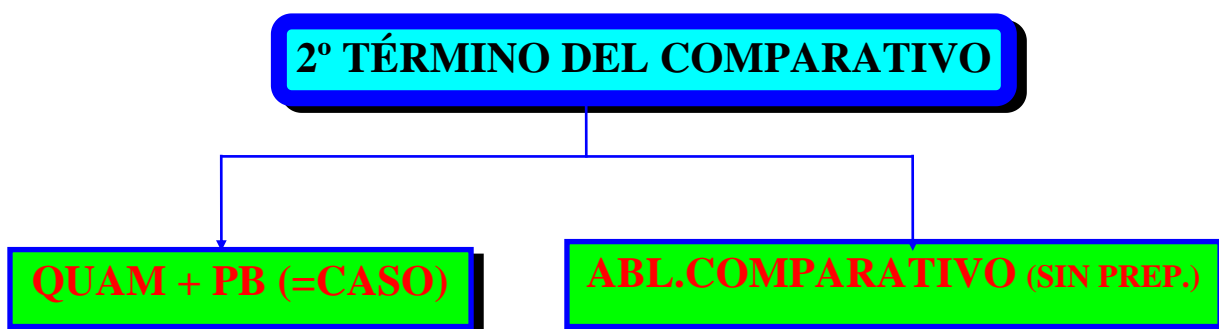 2º TÉRMINO DEL COMPARATIVO
QUAM + PB (=CASO)
ABL.COMPARATIVO (SIN PREP.)